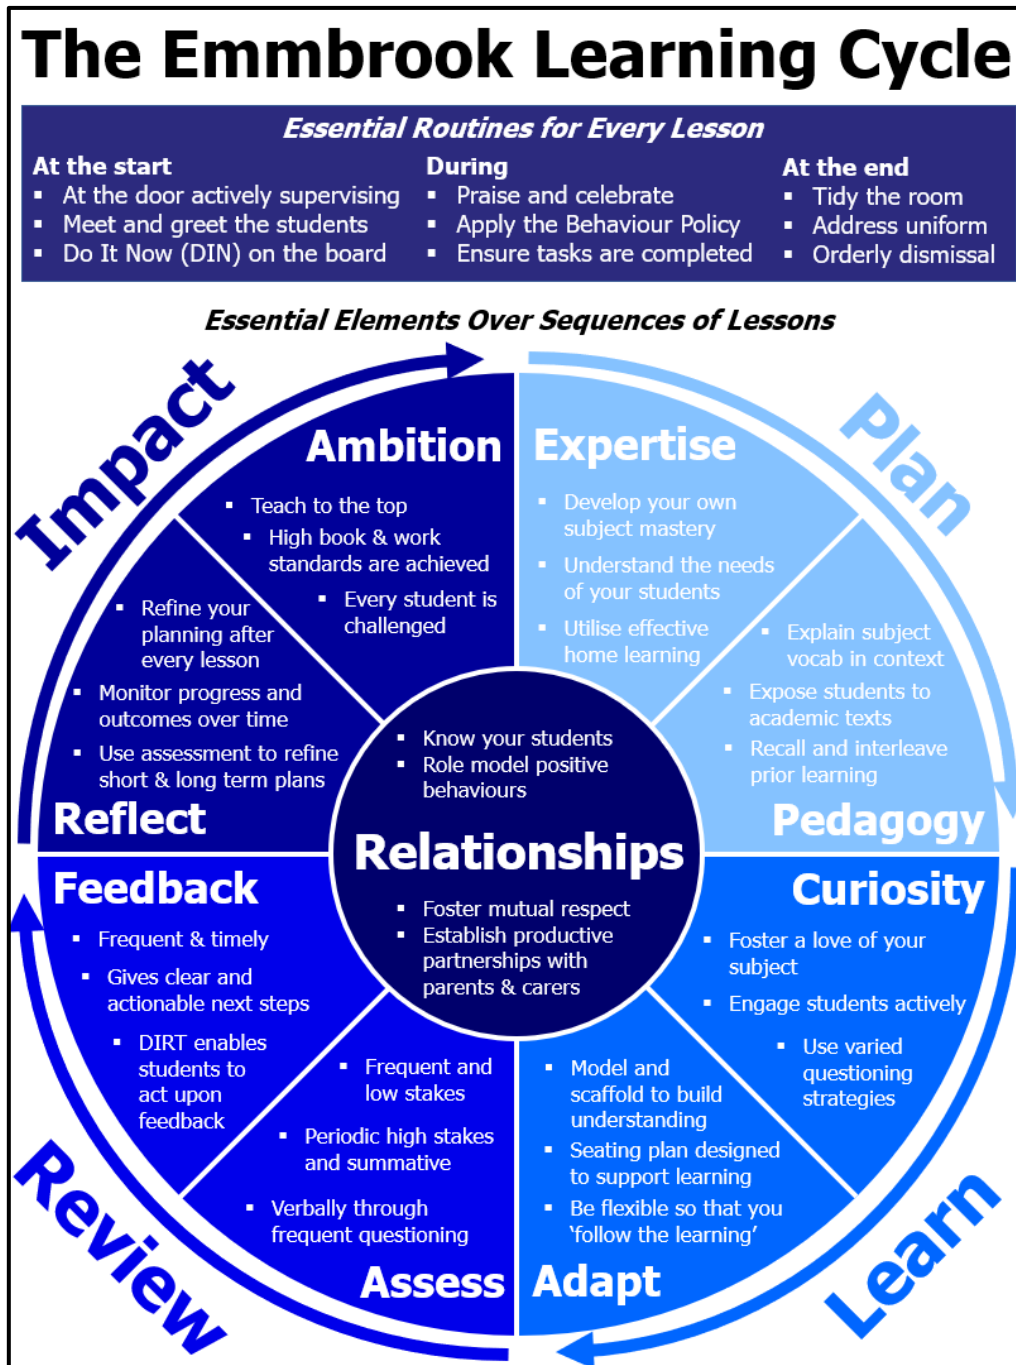 The Emmbrook Learning Cycle
Essential Routines for Every Lesson
At the start
▪ At the door actively supervising
▪ Meet and greet the students
▪ Do It Now (DIN) on the board
During
▪ Praise and celebrate
▪ Apply the Behaviour Policy
▪ Ensure tasks are completed
At the end
▪ Tidy the room
▪ Address uniform
▪ Orderly dismissal
Essential Elements Over Sequences of Lessons
Plan
Expertise
▪ Develop your own
subject mastery
▪ Understand the needs
of your students
▪ Utilise effective
home learning
▪ Explain subject
vocab in context
▪ Expose students to
academic texts
▪ Recall and interleave
prior learning
Pedagogy
Learn
Curiosity
▪ Foster a love of your
subject
▪ Engage students actively
▪ Use varied
questioning
strategies
▪ Model and
scaffold to build
understanding
▪ Seating plan designed
to support learning
▪ Be flexible so that you
‘follow the learning’
Adapt
Review
▪ Frequent and
low stakes
▪ Periodic high stakes
and summative
▪ Verbally through
frequent questioning
Assess
Feedback
▪ Frequent & timely
▪ Gives clear and
actionable next steps
▪ DIRT enables
students to
act upon
feedback
Impact
▪ Refine your
planning after
every lesson
▪ Monitor progress and
outcomes over time
▪ Use assessment to refine
short & long term plans
Reflect
Ambition
▪ Teach to the top
▪ High book & work
standards are achieved
▪ Every student is
challenged
▪ Know your students
▪ Role model positive
behaviours
Relationships
▪ Foster mutual respect
▪ Establish productive
partnerships with
parents & carers